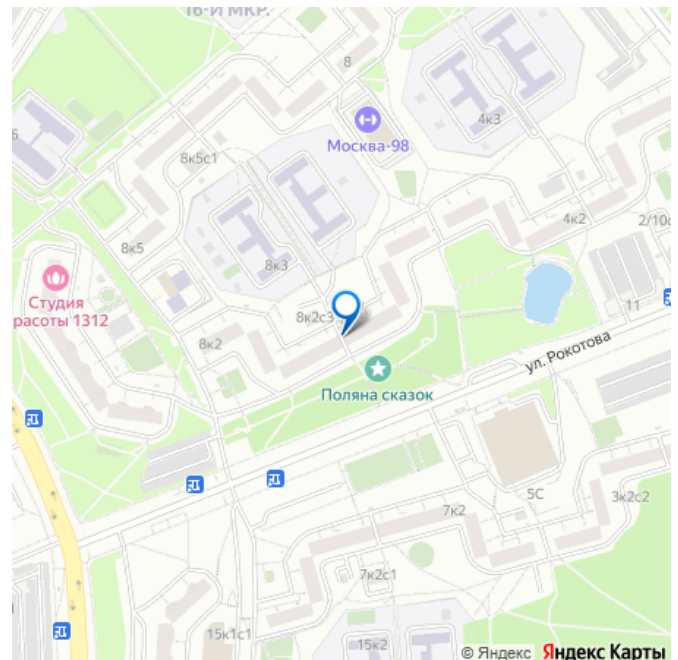 16-Й МКР.
8
Москва-98
4к3
6
8к5с1
8к5
8к3
4к2
2/10с
Студия
расоты 1312
8к2с3
11
8к2
ул. Рокотова
Поляна сказок
5С
3к2с2
7к2
7к2с1
15к1с1
15к2
© Яндекс Яндекс Карты